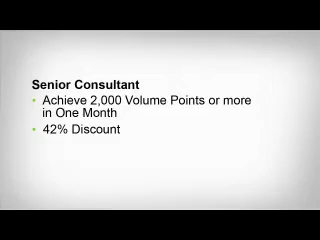 Senior Consultant
• Achieve 2,000 Volume Points or more
in One Month
• 42% Discount